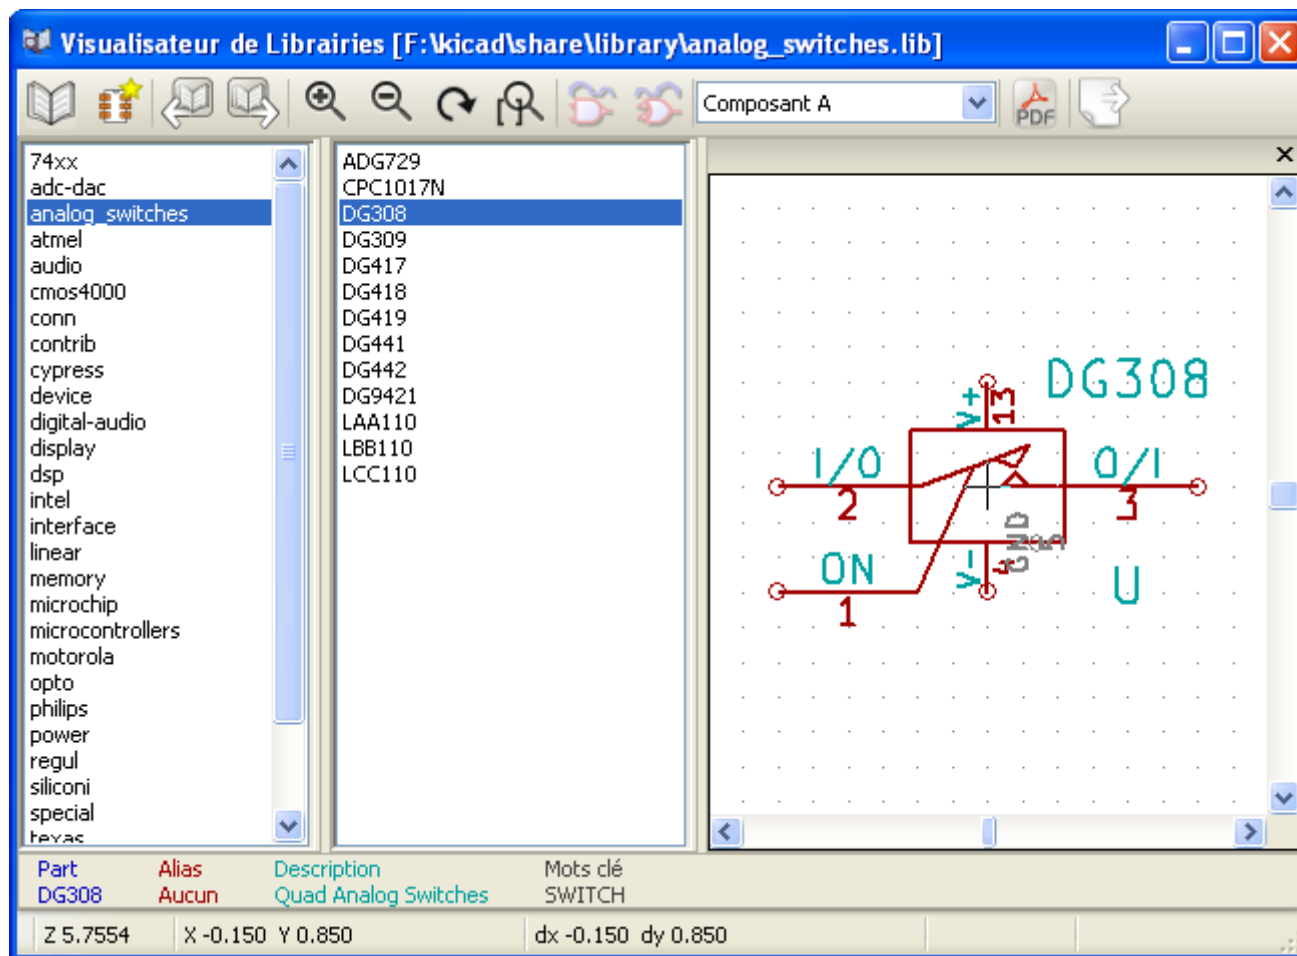 Visualisateur de Librairies [F:\kicad\share\library\analog_switches.lib]
Composant A
PDF
74xx
adc-dac
analog_switches
atmel
audio
cmos4000
conn
contrib
cypress
device
digital-audio
display
dsp
intel
interface
linear
memory
microchip
microcontrollers
motorola
opto
philips
power
regul
siliconi
special
texas
ADG729
CPC1017N
DG308
DG309
DG417
DG418
DG419
DG441
DG442
DG9421
LAA110
LBB110
LCC110
DG308
V+
13
I/O
2
O/I
3
GND
ON
1
V-
U
Part Alias Description Mots clé
DG308 Aucun Quad Analog Switches SWITCH
Z 5.7554 X -0.150 Y 0.850 dx -0.150 dy 0.850